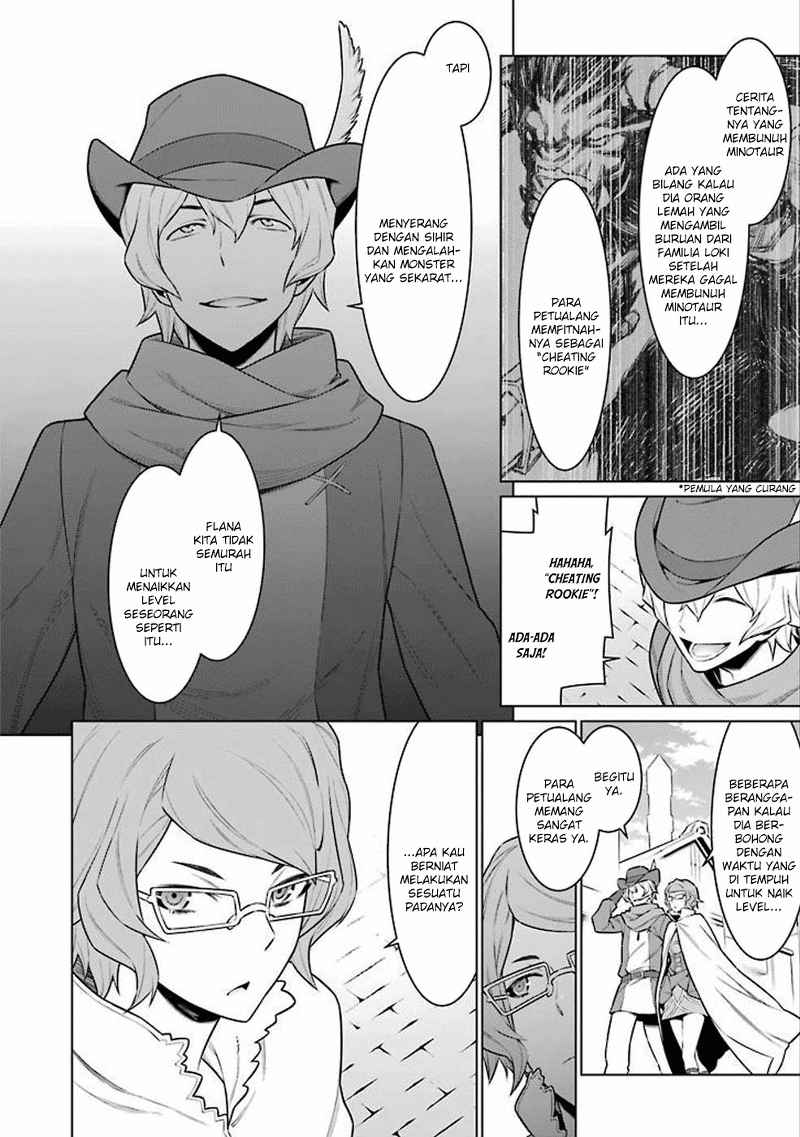 CERITA
TENTANG-
NYA YANG
MEMBUNUH
MINOTAUR
ADA YANG
BILANG KALAU
DIA ORANG
LEMAH YANG
MENGAMBIL
BURUAN DARI
FAMILIA LOKI
SETELAH
MEREKA GAGAL
MEMBUNUH
MINOTAUR
ITU...
PARA
PETUALANG
MEMFITNAH-
NYA SEBAGAI
"CHEATING
ROOKIE"
*PEMULA YANG CURANG
TAPI
MENYERANG
DENGAN SIHIR
DAN MENGALAH-
KAN MONSTER
YANG SEKARAT...
FLANA
KITA TIDAK
SEMURAH
ITU
UNTUK
MENAIKKAN
LEVEL
SESEORANG
SEPERTI
ITU...
HAHAHA,
"CHEATING
ROOKIE"!
ADA-ADA
SAJA!
BEBERAPA
BERANGGA-
PAN KALAU
DIA BER-
BOHONG
DENGAN
WAKTU YANG
DI TEMPUH
UNTUK NAIK
LEVEL...
BEGITU
YA.
PARA
PETUALANG
MEMANG
SANGAT
KERAS YA.
...APA KAU
BERNIAT
MELAKUKAN
SESUATU
PADANYA?